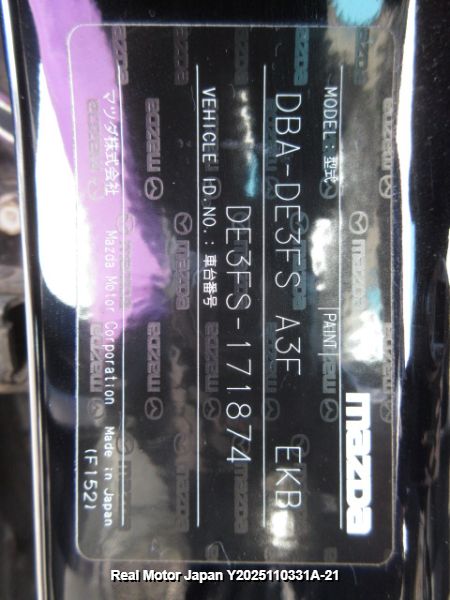 mazda
MODEL:型式 PAINT
DBA-DE3FS A3F EKB
VEHICLE ID.NO.:車台番号
DE3FS-171874
マツダ株式会社 Mazda Motor Corporation Made in Japan
(F152)
Real Motor Japan Y2025110331A-21